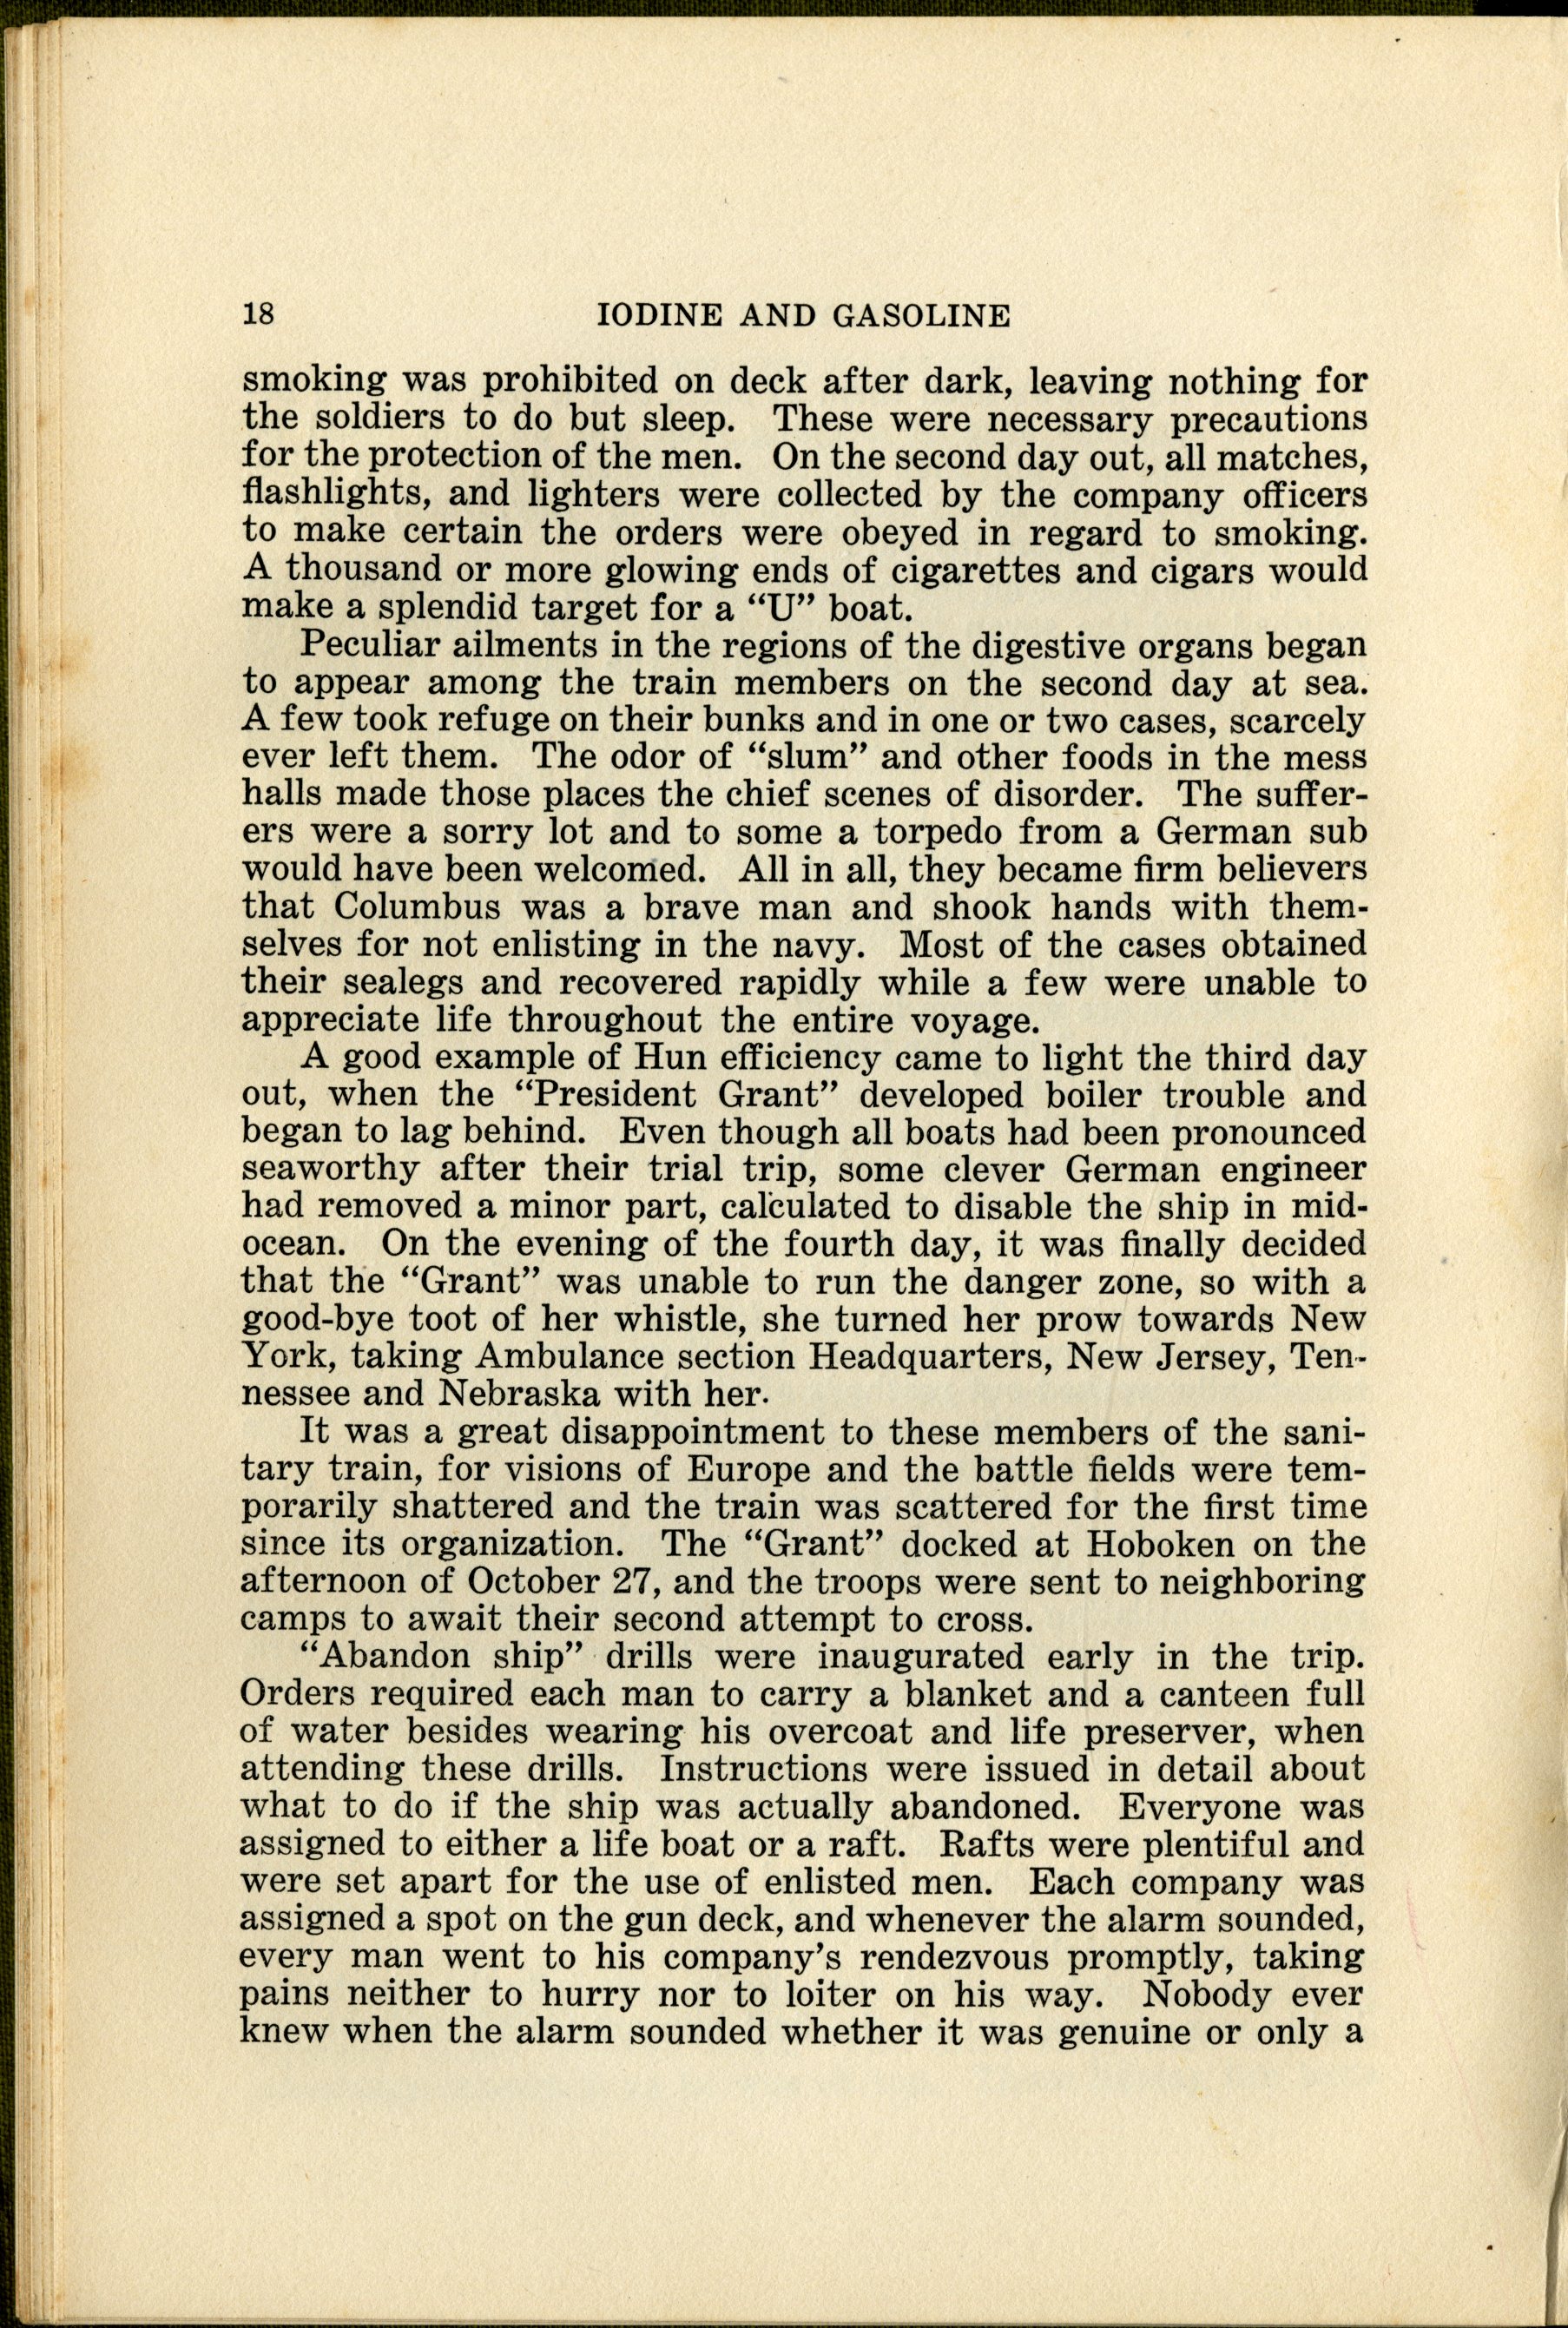 18 IODINE AND GASOLINE
smoking was prohibited on deck after dark, leaving nothing for
the soldiers to do but sleep. These were necessary precautions
for the protection of the men. On the second day out, all matches,
flashlights, and lighters were collected by the company officers
to make certain the orders were obeyed in regard to smoking.
A thousand or more glowing ends of cigarettes and cigars would
make a splendid target for a “U” boat.
Peculiar ailments in the regions of the digestive organs began
to appear among the train members on the second day at sea.
A few took refuge on their bunks and in one or two cases, scarcely
ever left them. The odor of “slum” and other foods in the mess
halls made those places the chief scenes of disorder. The suffer-
ers were a sorry lot and to some a torpedo from a German sub
would have been welcomed. All in all, they became firm believers
that Columbus was a brave man and shook hands with them-
selves for not enlisting in the navy. Most of the cases obtained
their sealegs and recovered rapidly while a few were unable to
appreciate life throughout the entire voyage.
A good example of Hun efficiency came to light the third day
out, when the “President Grant” developed boiler trouble and
began to lag behind. Even though all boats had been pronounced
seaworthy after their trial trip, some clever German engineer
had removed a minor part, calculated to disable the ship in mid-
ocean. On the evening of the fourth day, it was finally decided
that the “Grant” was unable to run the danger zone, so with a
good-bye toot of her whistle, she turned her prow towards New
York, taking Ambulance section Headquarters, New Jersey, Ten-
nessee and Nebraska with her.
It was a great disappointment to these members of the sani-
tary train, for visions of Europe and the battle fields were tem-
porarily shattered and the train was scattered for the first time
since its organization. The “Grant” docked at Hoboken on the
afternoon of October 27, and the troops were sent to neighboring
camps to await their second attempt to cross.
“Abandon ship” drills were inaugurated early in the trip.
Orders required each man to carry a blanket and a canteen full
of water besides wearing his overcoat and life preserver, when
attending these drills. Instructions were issued in detail about
what to do if the ship was actually abandoned. Everyone was
assigned to either a life boat or a raft. Rafts were plentiful and
were set apart for the use of enlisted men. Each company was
assigned a spot on the gun deck, and whenever the alarm sounded,
every man went to his company’s rendezvous promptly, taking
pains neither to hurry nor to loiter on his way. Nobody ever
knew when the alarm sounded whether it was genuine or only a